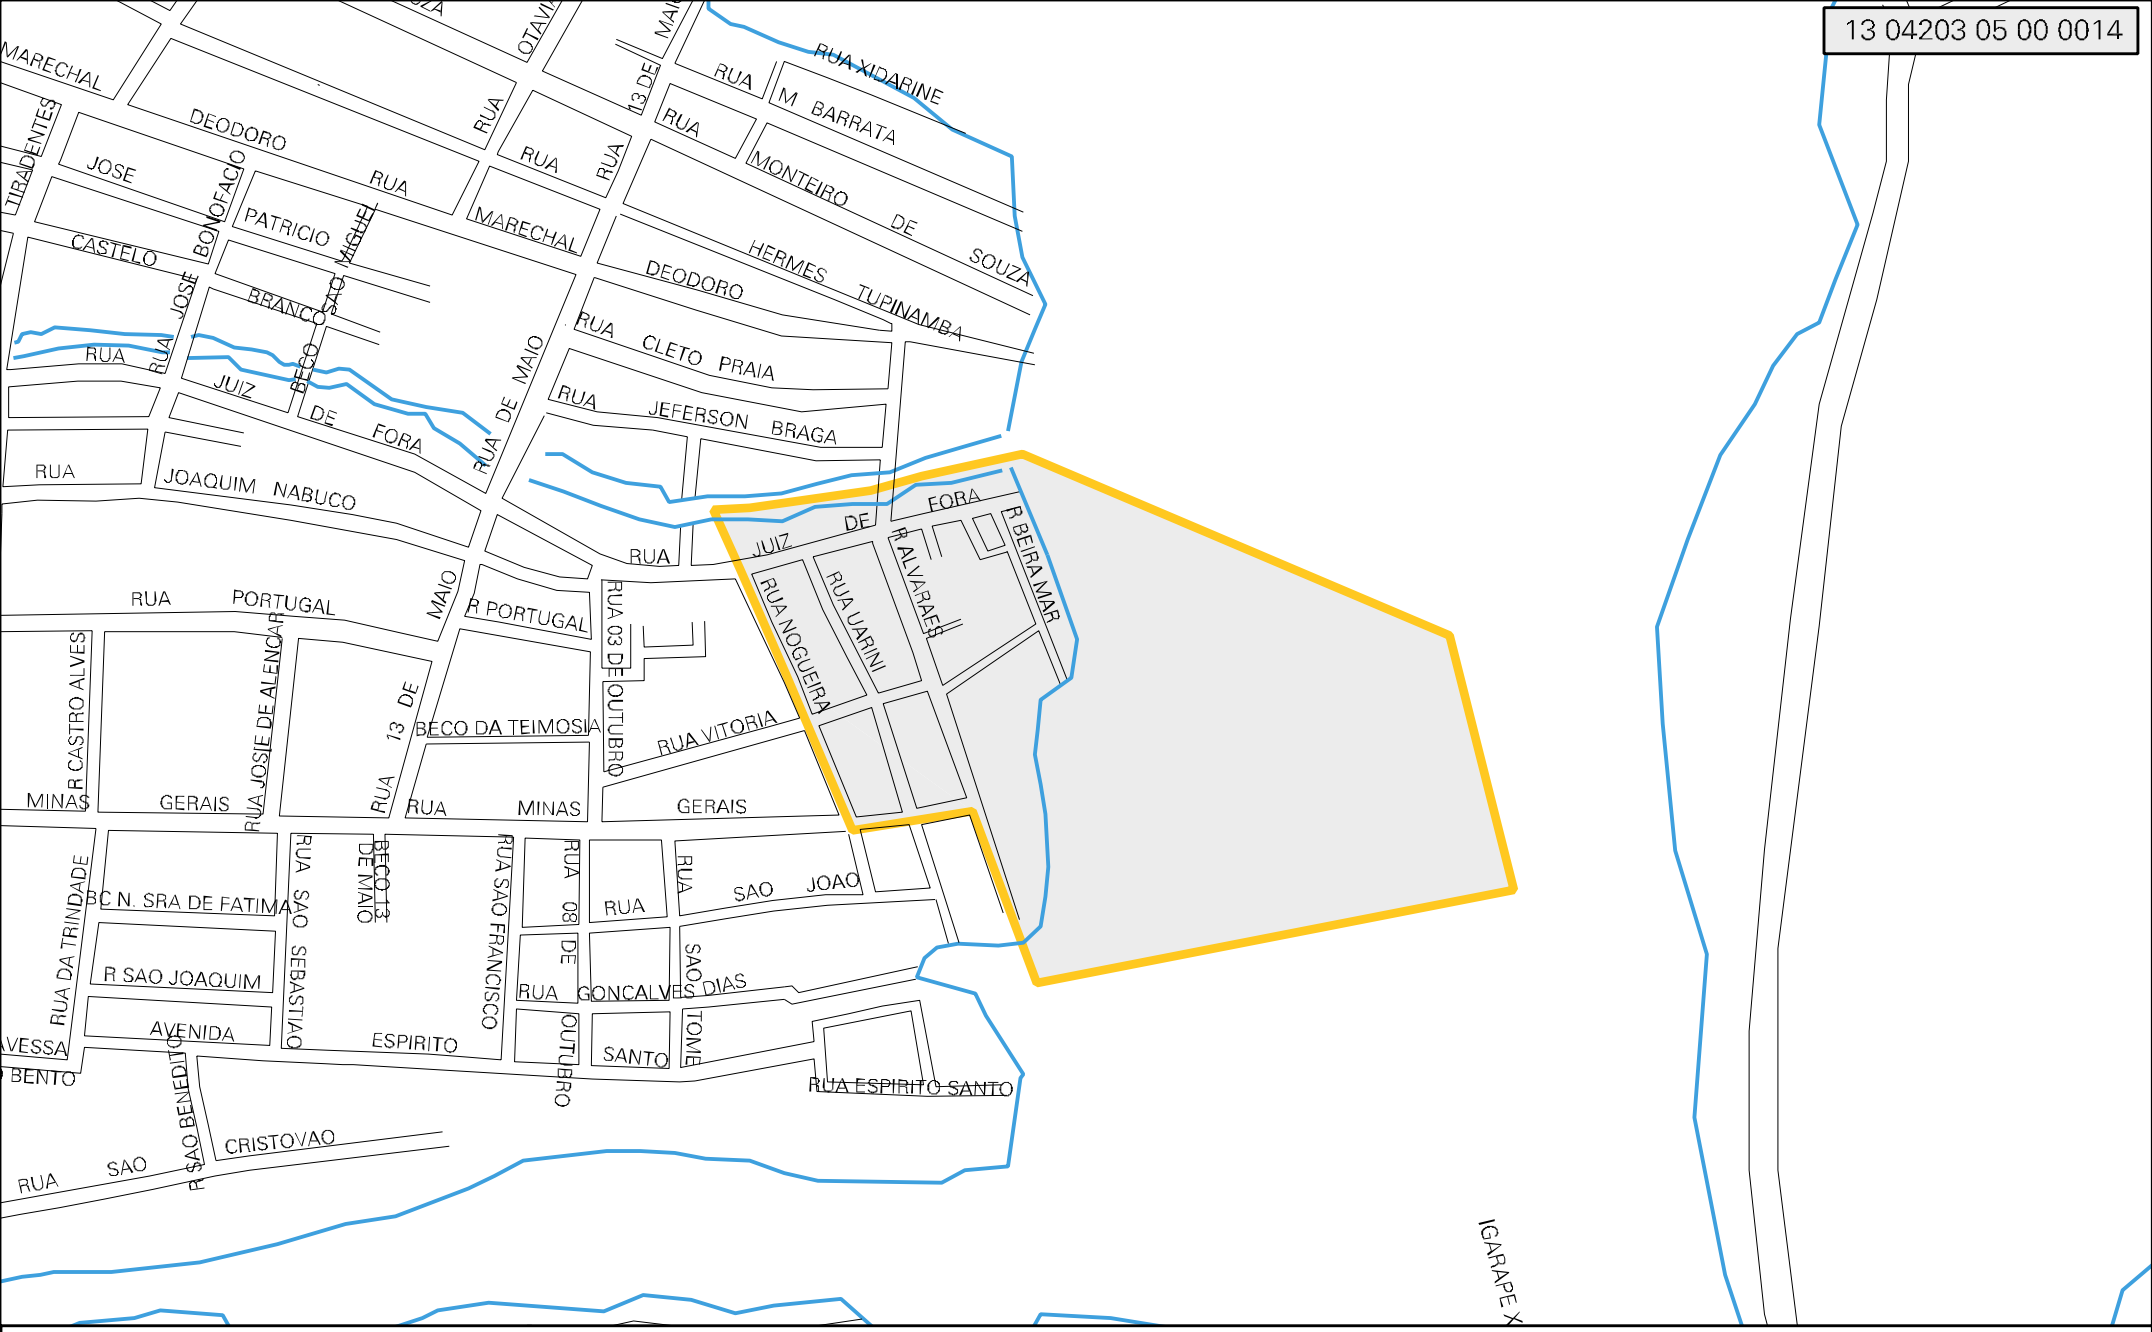 13 04203 05 00 0014
MARECHAL
OTAVIA
RUA XIDARINE
RUA M BARRATA
13 DE MAIO
RUA
TIRADENTES
DEODORO
RUA
RUA MONTEIRO DE SOUZA
JOSE PATRICIO
RUA
RUA
MARECHAL DEODORO
RUA JOSE BONOFACIO
BECO SAO MIGUEL
CASTELO BRANCO
HERMES TUPINAMBA
RUA CLETO PRAIA
RUA JEFERSON BRAGA
RUA JUIZ DE FORA
RUA DE MAIO
RUA JOAQUIM NABUCO
RUA JUIZ DE FORA
R BEIRA MAR
R ALVARAES
RUA UARINI
RUA NOGUEIRA
RUA PORTUGAL
R PORTUGAL
RUA 03 DE OUTUBRO
R CASTRO ALVES
RUA JOSE DE ALENCAR
RUA 13 DE MAIO
BECO DA TEIMOSIA
RUA VITORIA
MINAS GERAIS
RUA MINAS GERAIS
RUA DA TRINDADE
BC N. SRA DE FATIMA
RUA SAO SEBASTIAO
BECO 13
DE MAIO
RUA SAO FRANCISCO
RUA 08 DE OUTUBRO
RUA SAO TOME
RUA SAO JOAO
R SAO JOAQUIM
RUA GONCALVES DIAS
AVENIDA ESPIRITO SANTO
AVESSA
BENTO
R SAO BENEDITO
RUA ESPIRITO SANTO
RUA SAO CRISTOVAO
IGARAPE X